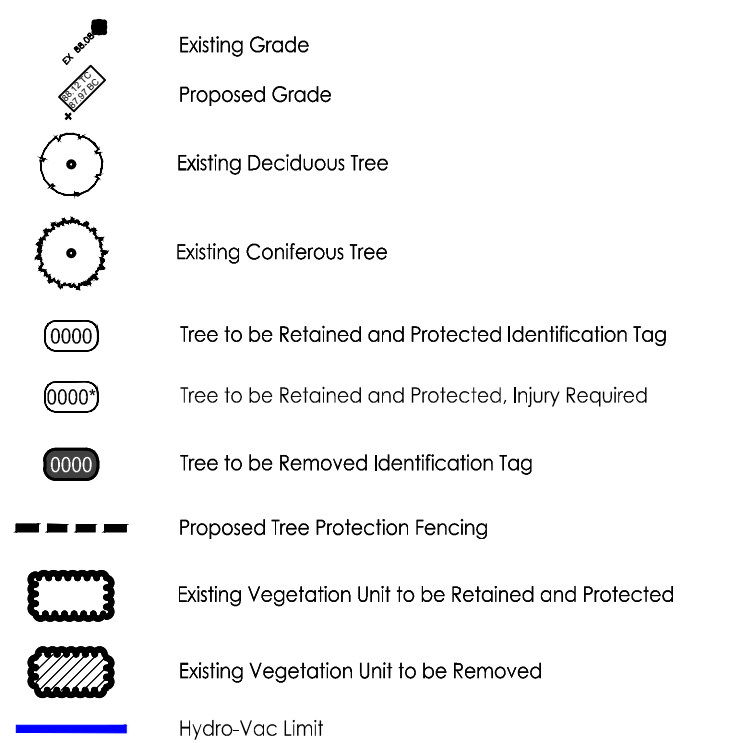 EX 88.08
Existing Grade
88.12 TC
87.97 BC
Proposed Grade
Existing Deciduous Tree
Existing Coniferous Tree
0000 Tree to be Retained and Protected Identification Tag
0000* Tree to be Retained and Protected, Injury Required
0000 Tree to be Removed Identification Tag
Proposed Tree Protection Fencing
Existing Vegetation Unit to be Retained and Protected
Existing Vegetation Unit to be Removed
Hydro-Vac Limit